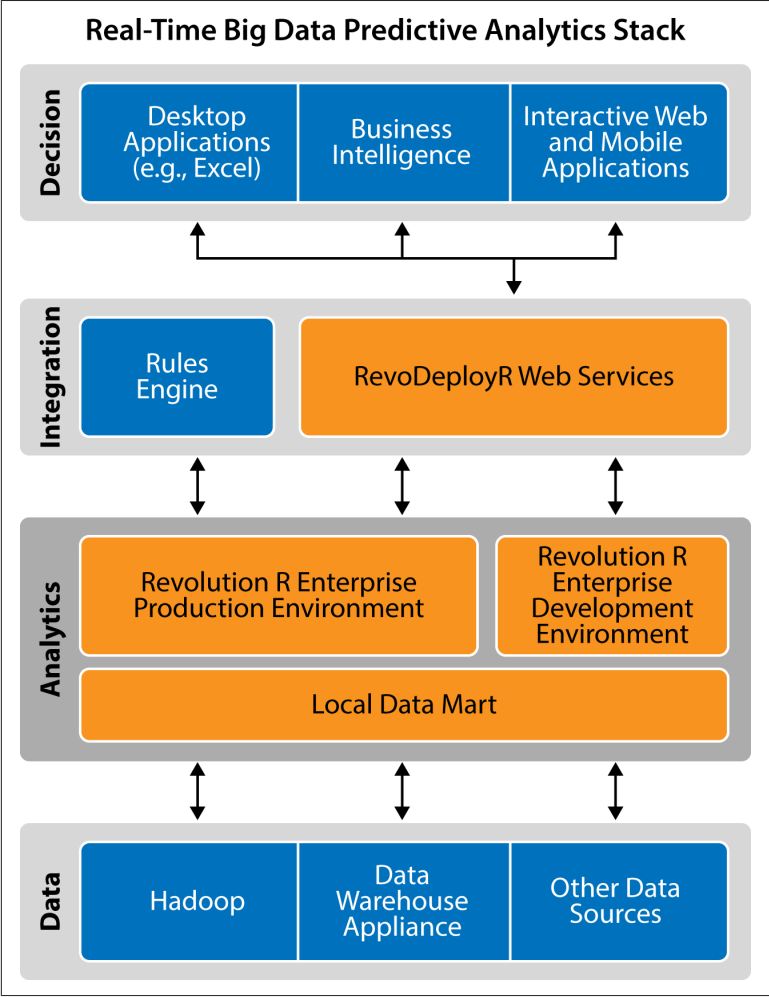 Real-Time Big Data Predictive Analytics Stack
Decision
Desktop
Applications
(e.g., Excel)
Business
Intelligence
Interactive Web
and Mobile
Applications
Integration
Rules
Engine
RevoDeployR Web Services
Analytics
Revolution R Enterprise
Production Environment
Revolution R
Enterprise
Development
Environment
Local Data Mart
Data
Hadoop
Data
Warehouse
Appliance
Other Data
Sources